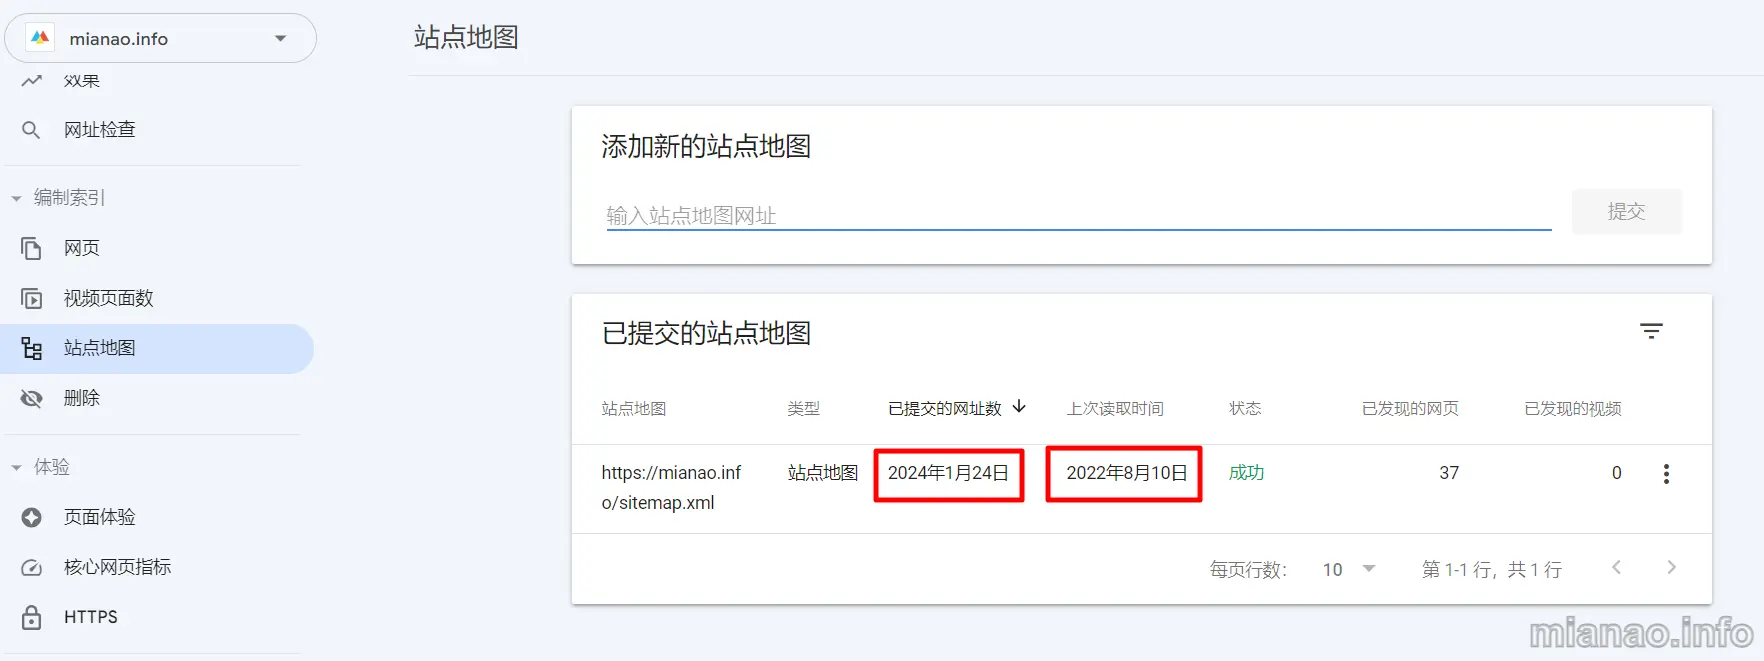 mianao.info
效果
网址检查
编制索引
网页
视频页面数
站点地图
删除
体验
页面体验
核心网页指标
HTTPS
站点地图
添加新的站点地图
输入站点地图网址
提交
已提交的站点地图
站点地图 类型 已提交的网址数 上次读取时间 状态 已发现的网页 已发现的视频
https://mianao.inf 站点地图 2024年1月24日 2022年8月10日 成功 37 0
o/sitemap.xml
每页行数: 10 第 1-1 行，共 1 行
mianao.info